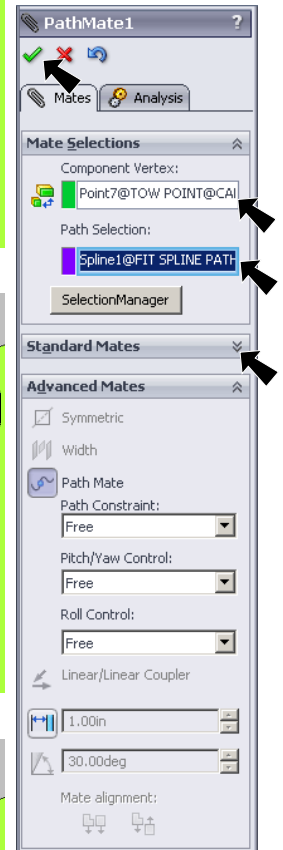 PathMate1 ?
Mates Analysis
Mate Selections
Component Vertex:
Point7@TOW POINT@CA
Path Selection:
Spline1@FIT SPLINE PATH
SelectionManager
Standard Mates
Advanced Mates
Symmetric
Width
Path Mate
Path Constraint:
Free
Pitch/Yaw Control:
Free
Roll Control:
Free
Linear/Linear Coupler
1.00in
30.00deg
Mate alignment: